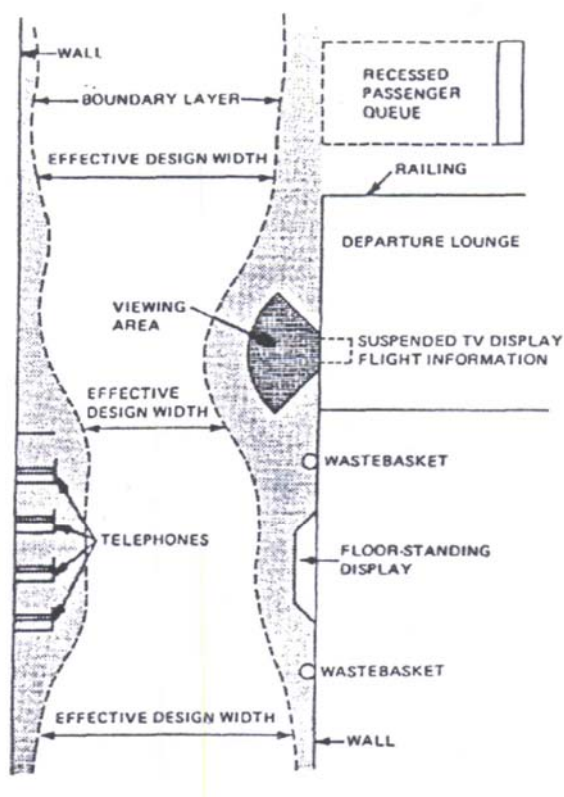 WALL
RECESSED
PASSENGER
QUEUE
BOUNDARY LAYER
EFFECTIVE DESIGN WIDTH
RAILING
DEPARTURE LOUNGE
VIEWING
AREA
SUSPENDED TV DISPLAY
FLIGHT INFORMATION
EFFECTIVE
DESIGN WIDTH
WASTEBASKET
TELEPHONES
FLOOR-STANDING
DISPLAY
WASTEBASKET
EFFECTIVE DESIGN WIDTH
WALL